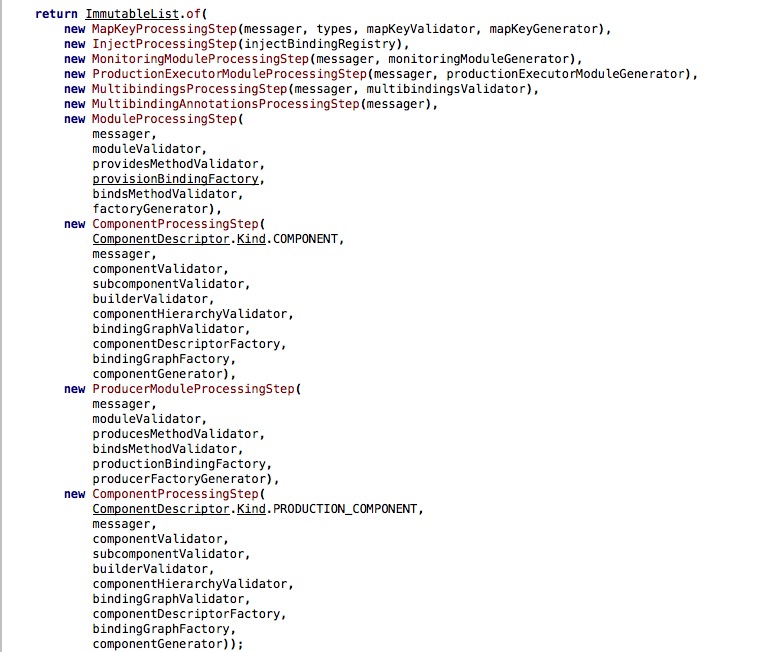 return ImmutableList.of(
new MapKeyProcessingStep(messager, types, mapKeyValidator, mapKeyGenerator),
new InjectProcessingStep(injectBindingRegistry),
new MonitoringModuleProcessingStep(messager, monitoringModuleGenerator),
new ProductionExecutorModuleProcessingStep(messager, productionExecutorModuleGenerator),
new MultibindingsProcessingStep(messager, multibindingsValidator),
new MultibindingAnnotationsProcessingStep(messager),
new ModuleProcessingStep(
messager,
moduleValidator,
providesMethodValidator,
provisionBindingFactory,
bindsMethodValidator,
factoryGenerator),
new ComponentProcessingStep(
ComponentDescriptor.Kind.COMPONENT,
messager,
componentValidator,
subcomponentValidator,
builderValidator,
componentHierarchyValidator,
bindingGraphValidator,
componentDescriptorFactory,
bindingGraphFactory,
componentGenerator),
new ProducerModuleProcessingStep(
messager,
moduleValidator,
producesMethodValidator,
bindsMethodValidator,
productionBindingFactory,
producerFactoryGenerator),
new ComponentProcessingStep(
ComponentDescriptor.Kind.PRODUCTION_COMPONENT,
messager,
componentValidator,
subcomponentValidator,
builderValidator,
componentHierarchyValidator,
bindingGraphValidator,
componentDescriptorFactory,
bindingGraphFactory,
componentGenerator));